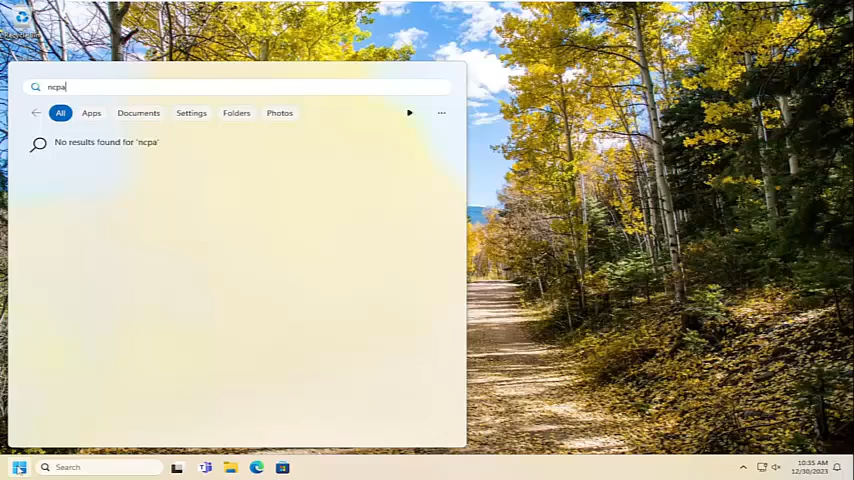 ncpa
All Apps Documents Settings Folders Photos
No results found for 'ncpa'
Search
10:35 AM
12/30/2023